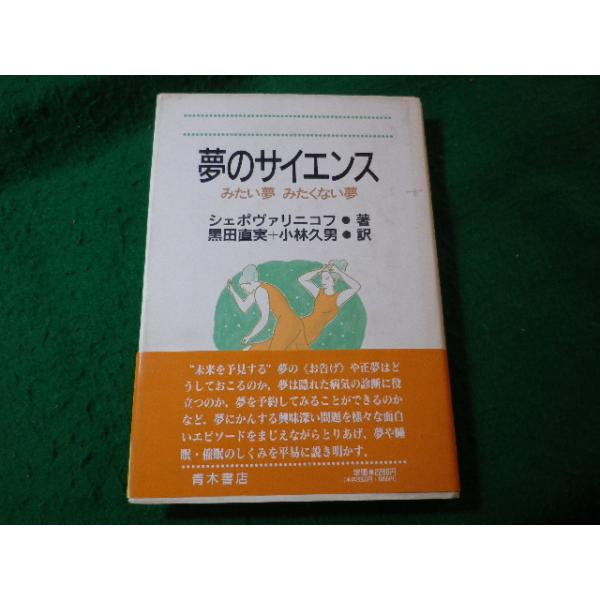 夢のサイエンス
みたい夢 みたくない夢
シェポヴァリニコフ●著
黒田直実+小林久男●訳
“未来を予見する”夢の〈お告げ〉や正夢はど
うしておこるのか,夢は隠れた病気の診断に役
立つのか,夢を予約してみることができるのか
など,夢にかんする興味深い問題を様々な面白
いエピソードをまじえながらとりあげ,夢や睡
眠・催眠のしくみを平易に説き明かす。
青木書店
定価●2266円